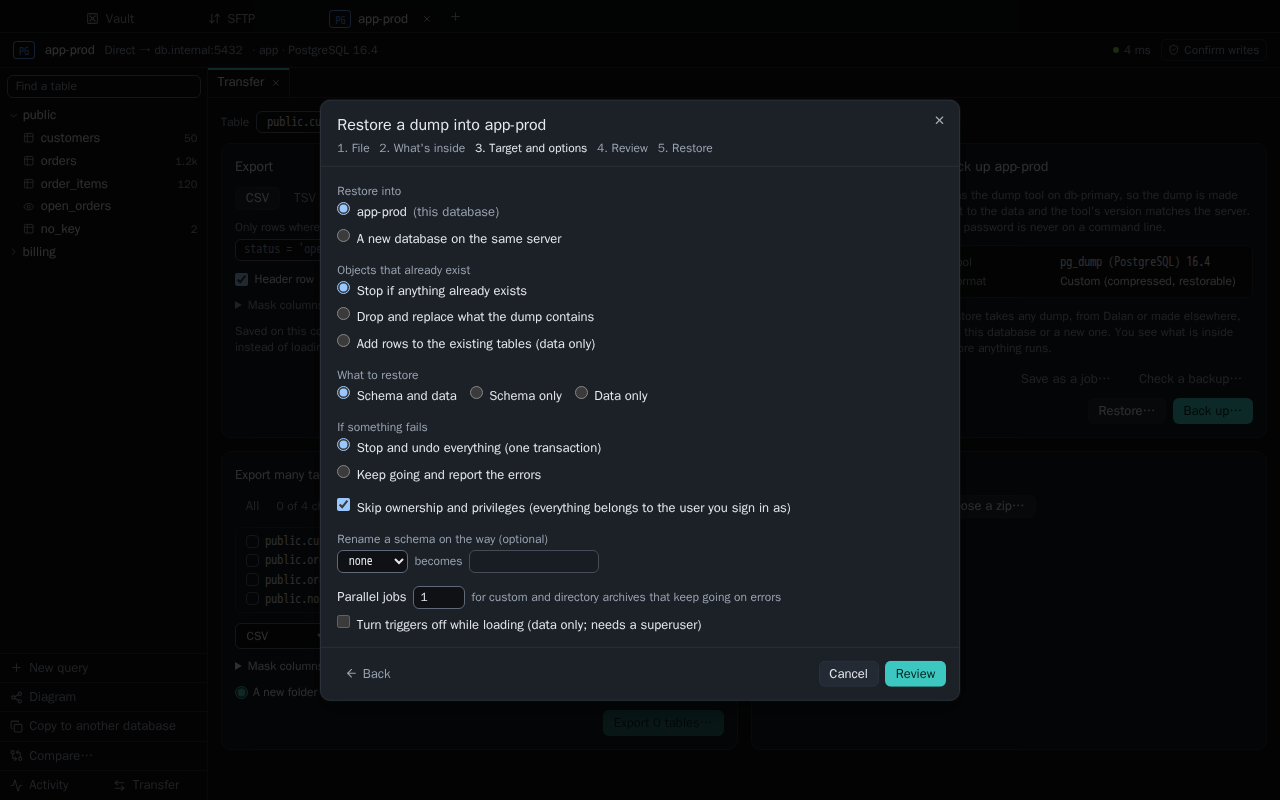 Vault SFTP PG app-prod
PG app-prod Direct → db.internal:5432 · app · PostgreSQL 16.4 4 ms Confirm writes
Find a table
public
customers 50
orders 1.2k
order_items 120
open_orders
no_key 2
billing
New query
Diagram
Copy to another database
Compare···
Activity Transfer
Transfer
Table public.cu
Export
CSV TSV
Only rows where
status = 'ope
Header row
Mask column
Saved on this co
instead of loadi
ck up app-prod
s the dump tool on db-primary, so the dump is made
t to the data and the tool's version matches the server.
password is never on a command line.
ool pg_dump (PostgreSQL) 16.4
rmat Custom (compressed, restorable)
tore takes any dump, from Dalan or made elsewhere,
this database or a new one. You see what is inside
ore anything runs.
Save as a job··· Check a backup···
Restore··· Back up···
Export many ta
All 0 of 4 c
public.cu
public.or
public.or
public.no
CSV
Mask column
A new folder
Export 0 tables···
ose a zip···
Restore a dump into app-prod
1. File 2. What's inside 3. Target and options 4. Review 5. Restore
Restore into
app-prod (this database)
A new database on the same server
Objects that already exist
Stop if anything already exists
Drop and replace what the dump contains
Add rows to the existing tables (data only)
What to restore
Schema and data Schema only Data only
If something fails
Stop and undo everything (one transaction)
Keep going and report the errors
Skip ownership and privileges (everything belongs to the user you sign in as)
Rename a schema on the way (optional)
none becomes
Parallel jobs 1 for custom and directory archives that keep going on errors
Turn triggers off while loading (data only; needs a superuser)
← Back Cancel Review